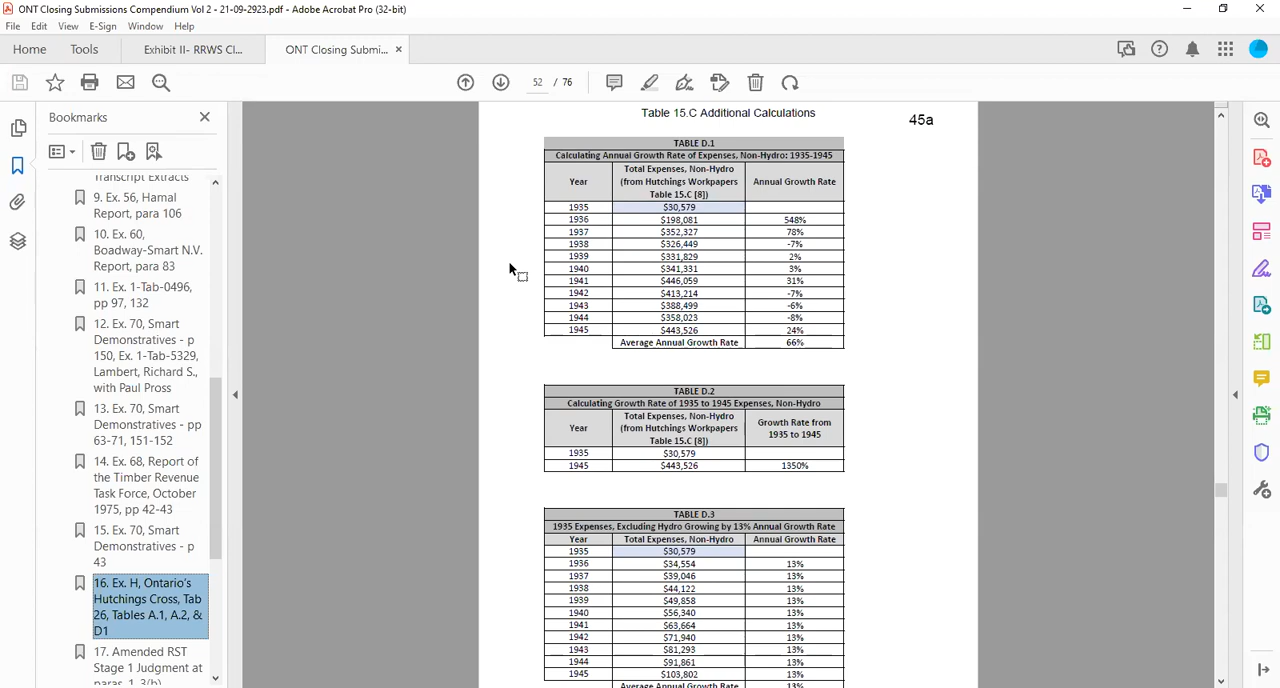 ONT Closing Submissions Compendium Vol 2 - 21-09-2923.pdf - Adobe Acrobat Pro (32-bit)
File Edit View E-Sign Window Help
Home Tools Exhibit II- RRWS Cl... ONT Closing Submi... ×
52 / 76
Bookmarks
Transcript Extracts
9. Ex. 56, Hamal
Report, para 106
10. Ex. 60,
Boadway-Smart N.V.
Report, para 83
11. Ex. 1-Tab-0496,
pp 97, 132
12. Ex. 70, Smart
Demonstratives - p
150, Ex. 1-Tab-5329,
Lambert, Richard S.,
with Paul Pross
13. Ex. 70, Smart
Demonstratives - pp
63-71, 151-152
14. Ex. 68, Report of
the Timber Revenue
Task Force, October
1975, pp 42-43
15. Ex. 70, Smart
Demonstratives - p
43
16. Ex. H, Ontario's
Hutchings Cross, Tab
26, Tables A.1, A.2, &
D1
17. Amended RST
Stage 1 Judgment at
paras. 1, 3(b)
Table 15.C Additional Calculations
45a
TABLE D.1
Calculating Annual Growth Rate of Expenses, Non-Hydro: 1935-1945
Year Total Expenses, Non-Hydro (from Hutchings Workpapers Table 15.C [8]) Annual Growth Rate
1935 $30,579
1936 $198,081 548%
1937 $352,327 78%
1938 $326,449 -7%
1939 $331,829 2%
1940 $341,331 3%
1941 $446,059 31%
1942 $413,214 -7%
1943 $388,499 -6%
1944 $358,023 -8%
1945 $443,526 24%
Average Annual Growth Rate 66%
TABLE D.2
Calculating Growth Rate of 1935 to 1945 Expenses, Non-Hydro
Year Total Expenses, Non-Hydro (from Hutchings Workpapers Table 15.C [8]) Growth Rate from 1935 to 1945
1935 $30,579
1945 $443,526 1350%
TABLE D.3
1935 Expenses, Excluding Hydro Growing by 13% Annual Growth Rate
Year Total Expenses, Non-Hydro Annual Growth Rate
1935 $30,579
1936 $34,554 13%
1937 $39,046 13%
1938 $44,122 13%
1939 $49,858 13%
1940 $56,340 13%
1941 $63,664 13%
1942 $71,940 13%
1943 $81,293 13%
1944 $91,861 13%
1945 $103,802 13%
Average Annual Growth Rate 13%